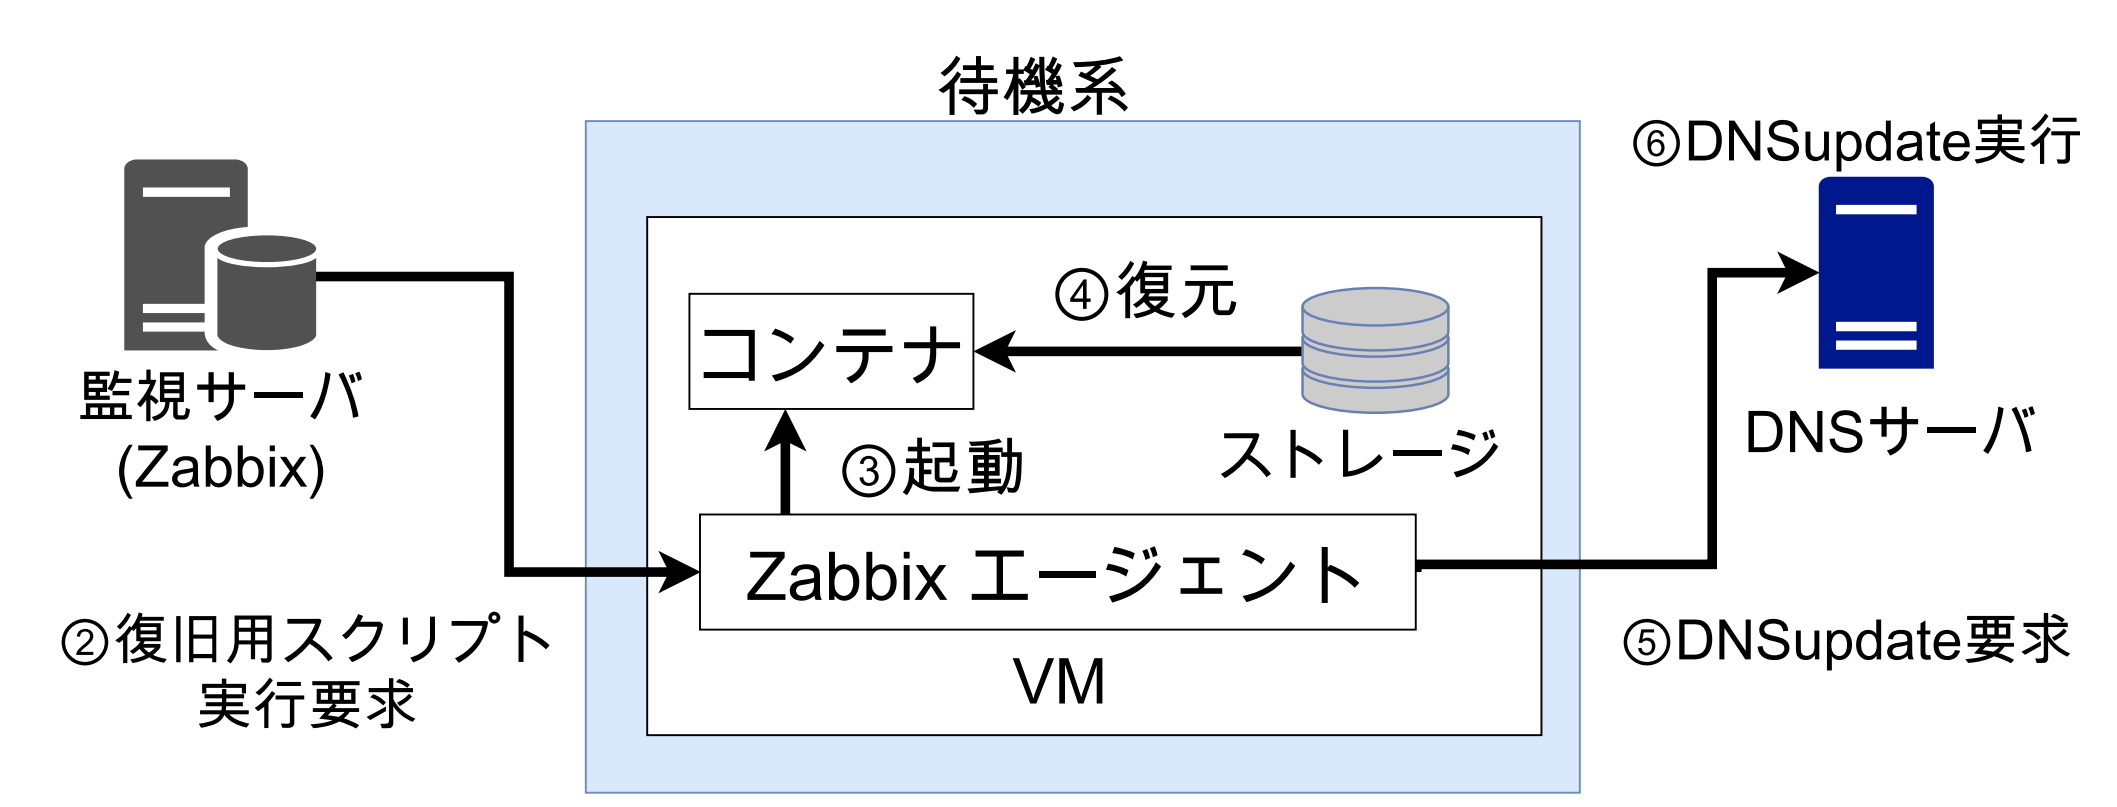 待機系
⑥DNSupdate実行
④復元
コンテナ
監視サーバ
(Zabbix)
ストレージ
DNSサーバ
③起動
Zabbix エージェント
②復旧用スクリプト
実行要求
⑤DNSupdate要求
VM